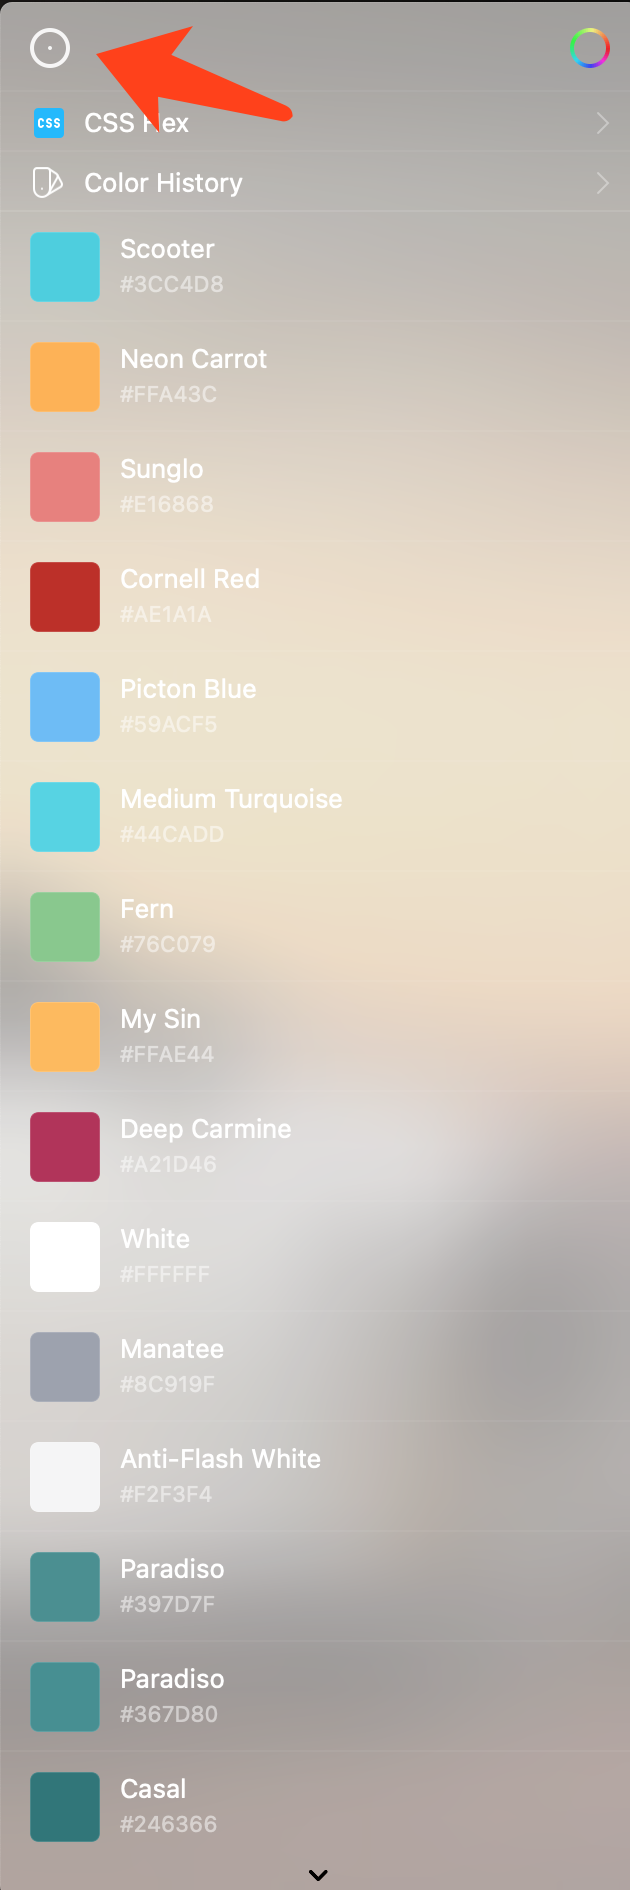 CSS
CSS Flex
Color History
Scooter
#3CC4D8
Neon Carrot
#FFA43C
Sunglo
#E16868
Cornell Red
#AE1A1A
Picton Blue
#59ACF5
Medium Turquoise
#44CADD
Fern
#76C079
My Sin
#FFAE44
Deep Carmine
#A21D46
White
#FFFFFF
Manatee
#8C919F
Anti-Flash White
#F2F3F4
Paradiso
#397D7F
Paradiso
#367D80
Casal
#246366